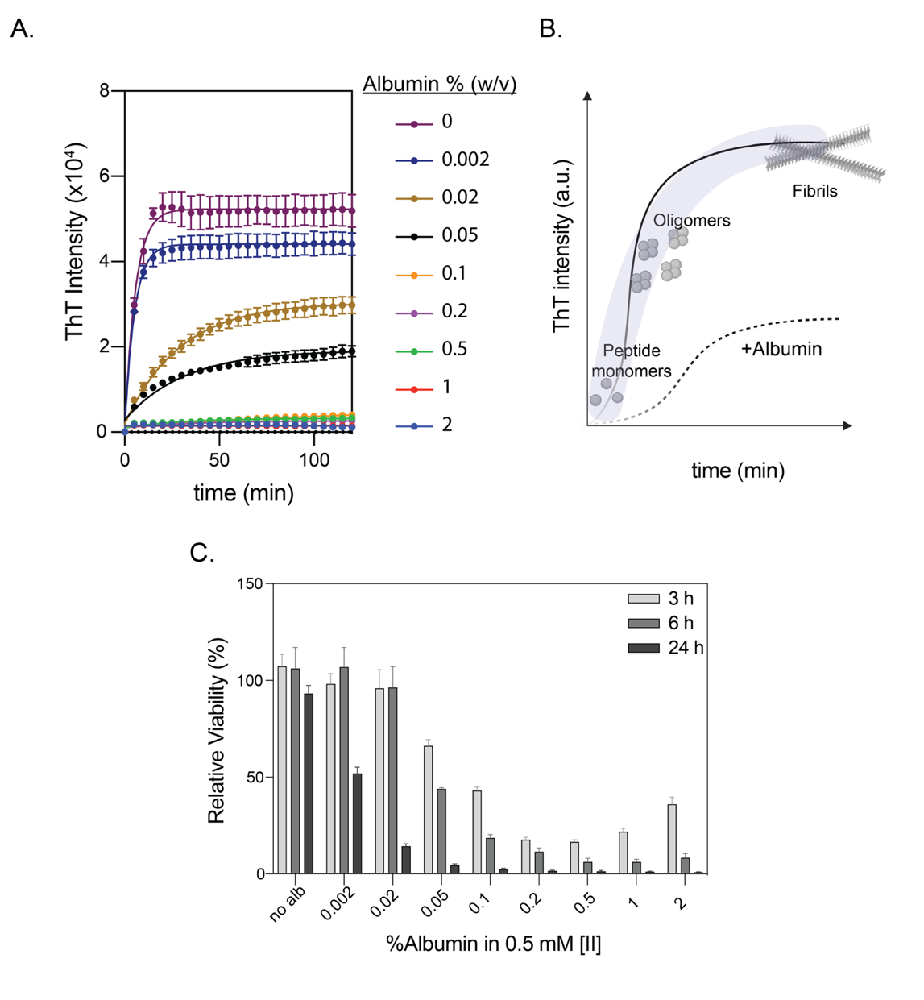 A.
B.
Albumin % (w/v)
0
0.002
0.02
0.05
0.1
0.2
0.5
1
2
ThT Intensity (x10⁴)
8
6
4
2
0
0
50
100
time (min)
ThT intensity (a.u.)
Fibrils
Oligomers
Peptide
monomers
+Albumin
time (min)
C.
Relative Viability (%)
150
100
50
0
3 h
6 h
24 h
no alb
0.002
0.02
0.05
0.1
0.2
0.5
1
2
%Albumin in 0.5 mM [II]